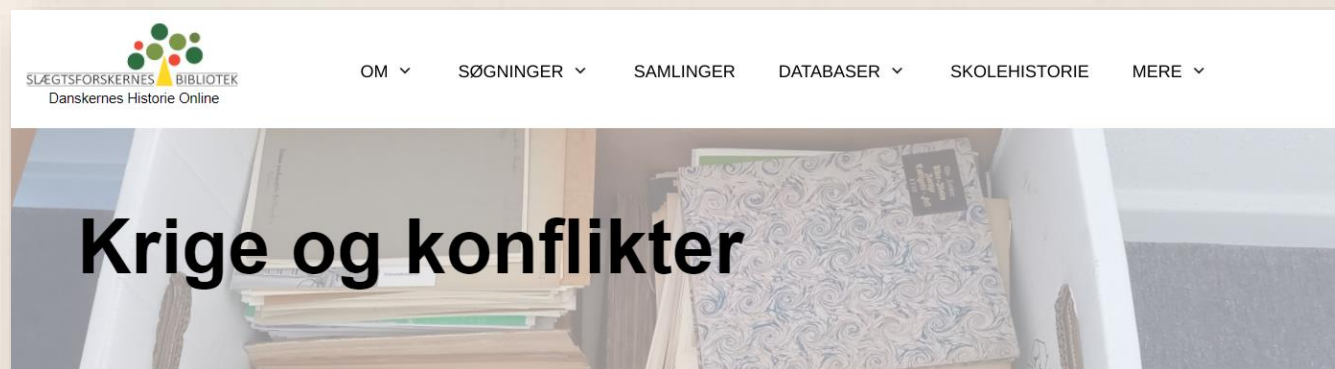 SLÆGTSFORSKERNES BIBLIOTEK
Danskernes Historie Online
OM
SØGNINGER
SAMLINGER
DATABASER
SKOLEHISTORIE
MERE
Krige og konflikter